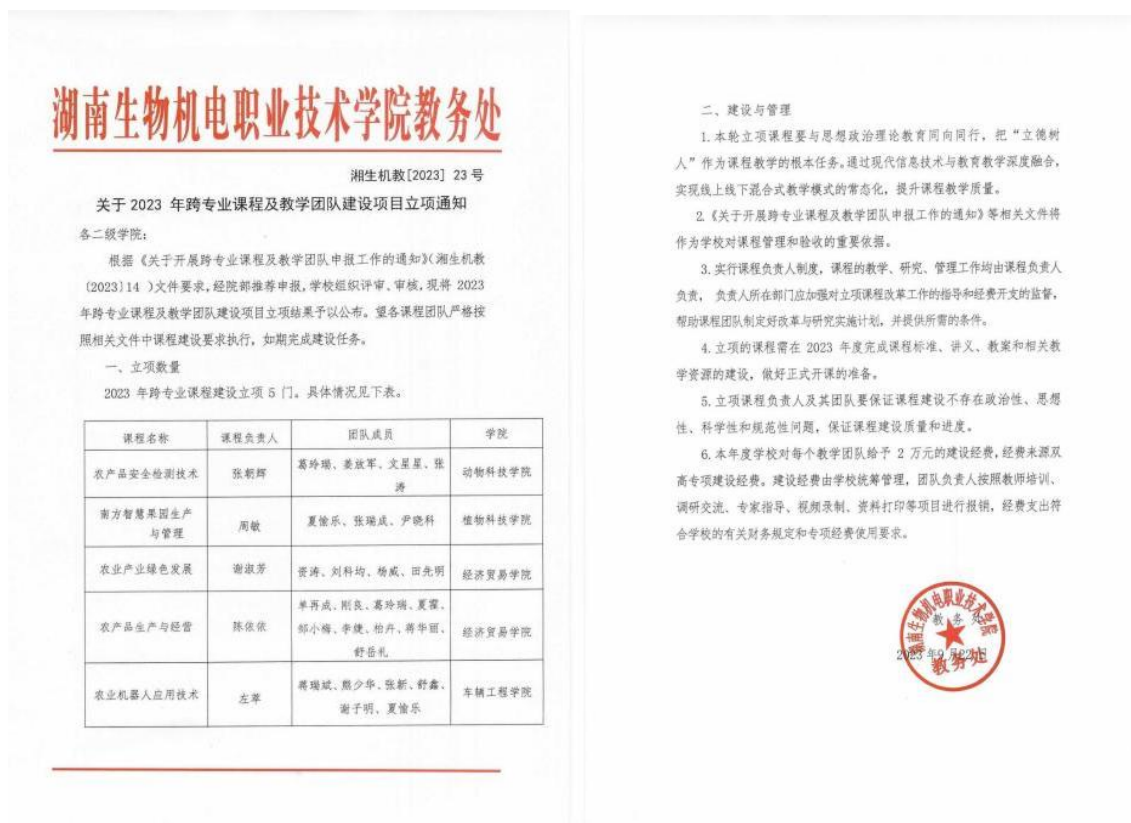 湖南生物机电职业技术学院教务处
湘生机教[2023] 23 号
关于 2023 年跨专业课程及教学团队建设项目立项通知
各二级学院：
根据《关于开展跨专业课程及教学团队申报工作的通知》（湘生机教
〔2023〕14 ）文件要求，经院部推荐申报，学校组织评审、审核，现将 2023
年跨专业课程及教学团队建设项目立项结果予以公布。望各课程团队严格按
照相关文件中课程建设要求执行，如期完成建设任务。
一、立项数量
2023 年跨专业课程建设立项 5 门。具体情况见下表。
课程名称 课程负责人 团队成员 学院
农产品安全检测技术 张朝辉 葛玲瑞、姜放军、文星星、张
涛 动物科技学院
南方智慧果园生产
与管理 周敏 夏愉乐、张瑞成、尹晓科 植物科技学院
农业产业绿色发展 谢淑芳 资涛、刘科均、杨威、田先明 经济贸易学院
农产品生产与经营 陈依依 单再成、刚良、葛玲瑞、夏霖、
邹小梅、李婕、柏卉、蒋华丽、
舒岳礼 经济贸易学院
农业机器人应用技术 左苹 蒋瑞斌、熊少华、张新、舒鑫、
谢子明、夏愉乐 车辆工程学院
二、建设与管理
1.本轮立项课程要与思想政治理论教育同向同行，把“立德树
人”作为课程教学的根本任务。通过现代信息技术与教育教学深度融合，
实现线上线下混合式教学模式的常态化，提升课程教学质量。
2.《关于开展跨专业课程及教学团队申报工作的通知》等相关文件将
作为学校对课程管理和验收的重要依据。
3.实行课程负责人制度，课程的教学、研究、管理工作均由课程负责人
负责， 负责人所在部门应加强对立项课程改革工作的指导和经费开支的监督，
帮助课程团队制定好改革与研究实施计划，并提供所需的条件。
4.立项的课程需在 2023 年度完成课程标准、讲义、教案和相关教
学资源的建设，做好正式开课的准备。
5.立项课程负责人及其团队要保证课程建设不存在政治性、思想
性、科学性和规范性问题，保证课程建设质量和进度。
6.本年度学校对每个教学团队给予 2 万元的建设经费，经费来源双
高专项建设经费。建设经费由学校统筹管理，团队负责人按照教师培训、
调研交流、专家指导、视频录制、资料打印等项目进行报销，经费支出符
合学校的有关财务规定和专项经费使用要求。
湖南生物机电职业技术学院
教 务 处
2023 年9 月22日
教务处